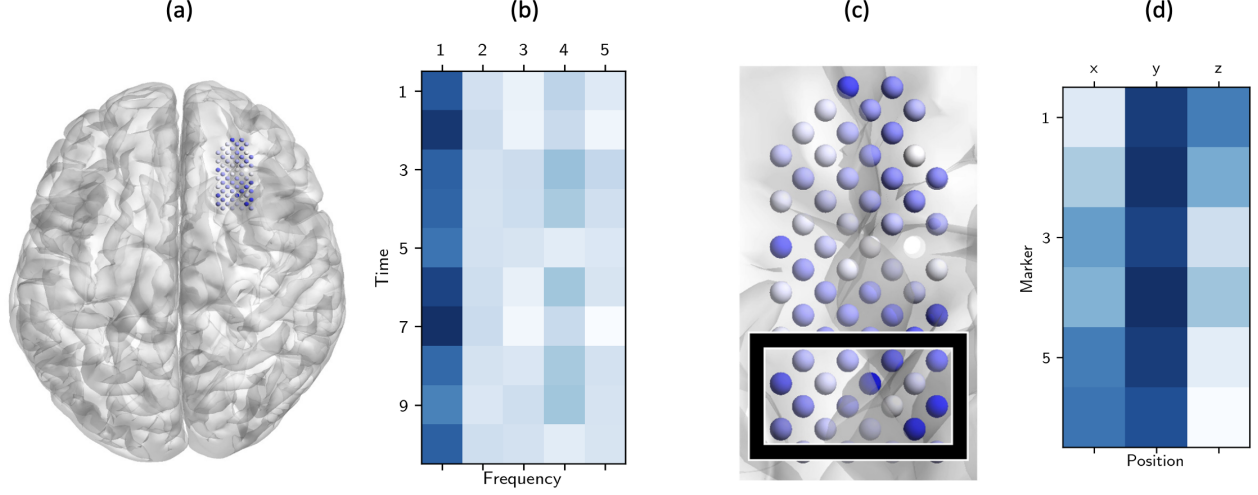 (a)
(b)
(c)
(d)
1 2 3 4 5
Time
1
3
5
7
9
Frequency
x y z
Marker
1
3
5
Position